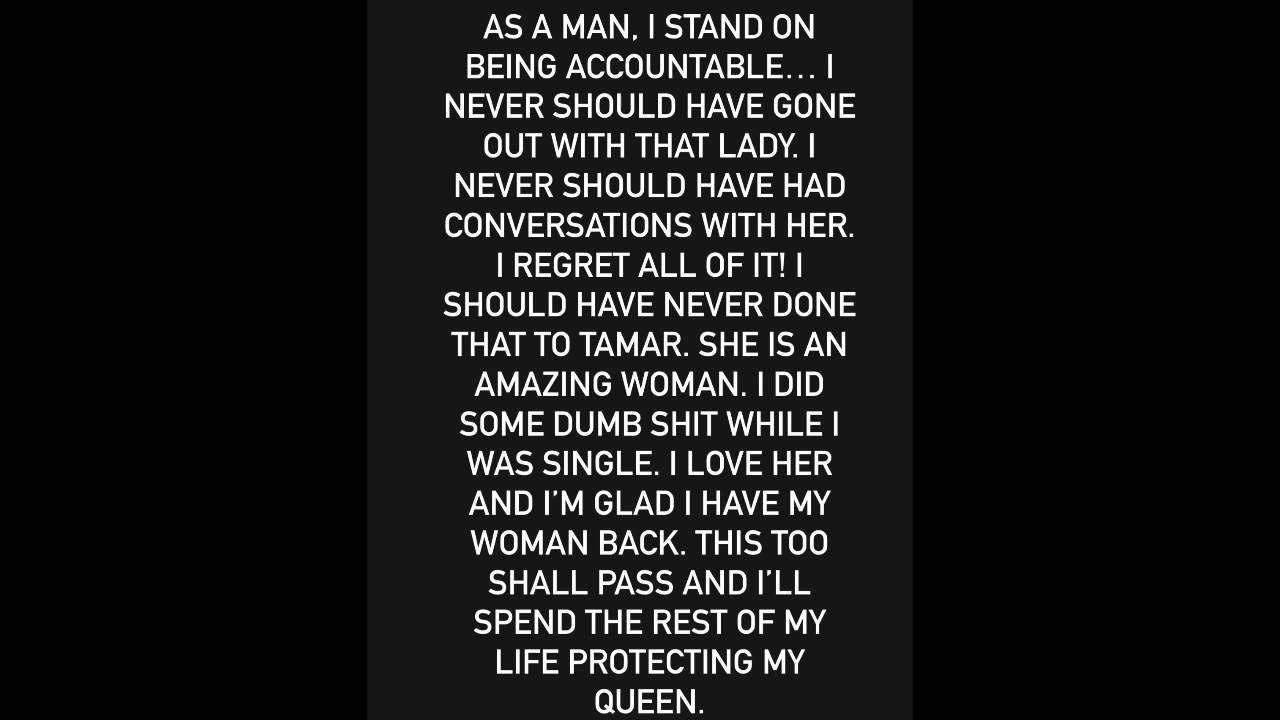 AS A MAN, I STAND ON
BEING ACCOUNTABLE... I
NEVER SHOULD HAVE GONE
OUT WITH THAT LADY. I
NEVER SHOULD HAVE HAD
CONVERSATIONS WITH HER.
I REGRET ALL OF IT! I
SHOULD HAVE NEVER DONE
THAT TO TAMAR. SHE IS AN
AMAZING WOMAN. I DID
SOME DUMB SHIT WHILE I
WAS SINGLE. I LOVE HER
AND I'M GLAD I HAVE MY
WOMAN BACK. THIS TOO
SHALL PASS AND I'LL
SPEND THE REST OF MY
LIFE PROTECTING MY
QUEEN.